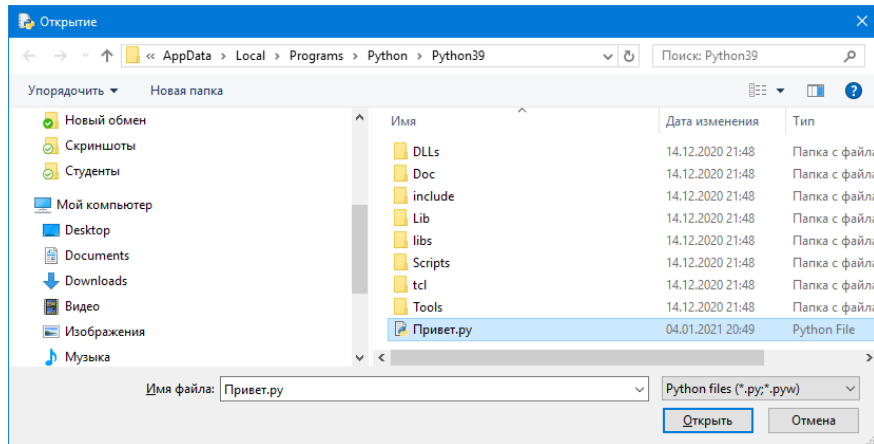 Открытие
« AppData › Local › Programs › Python › Python39
Поиск: Python39
Упорядочить
Новая папка
Новый обмен
Скриншоты
Студенты
Мой компьютер
Desktop
Documents
Downloads
Видео
Изображения
Музыка
Имя Дата изменения Тип
DLLs 14.12.2020 21:48 Папка с файла
Doc 14.12.2020 21:48 Папка с файла
include 14.12.2020 21:48 Папка с файла
Lib 14.12.2020 21:48 Папка с файла
libs 14.12.2020 21:48 Папка с файла
Scripts 14.12.2020 21:48 Папка с файла
tcl 14.12.2020 21:48 Папка с файла
Tools 14.12.2020 21:48 Папка с файла
Привет.py 04.01.2021 20:49 Python File
Имя файла: Привет.py
Python files (*.py;*.pyw)
Открыть Отмена